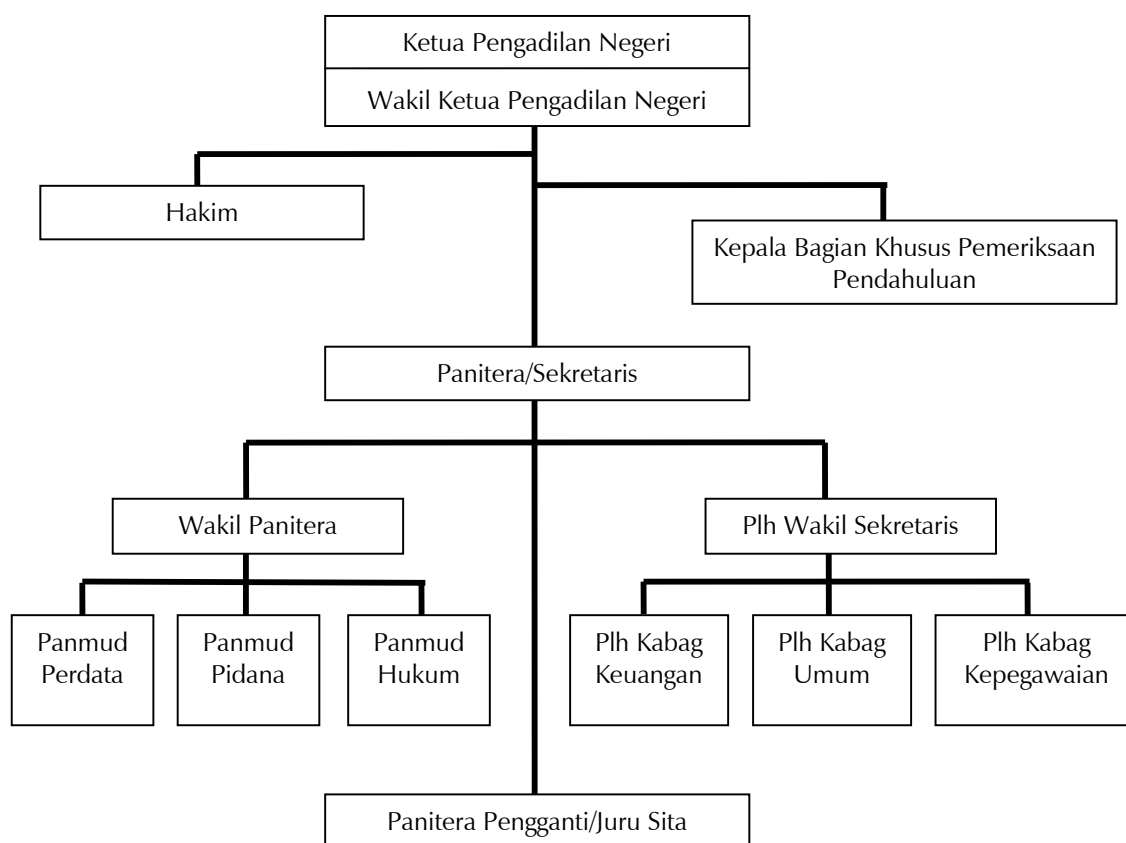 Ketua Pengadilan Negeri
Wakil Ketua Pengadilan Negeri
Hakim
Kepala Bagian Khusus Pemeriksaan
Pendahuluan
Panitera/Sekretaris
Wakil Panitera
Plh Wakil Sekretaris
Panmud
Perdata
Panmud
Pidana
Panmud
Hukum
Plh Kabag
Keuangan
Plh Kabag
Umum
Plh Kabag
Kepegawaian
Panitera Pengganti/Juru Sita